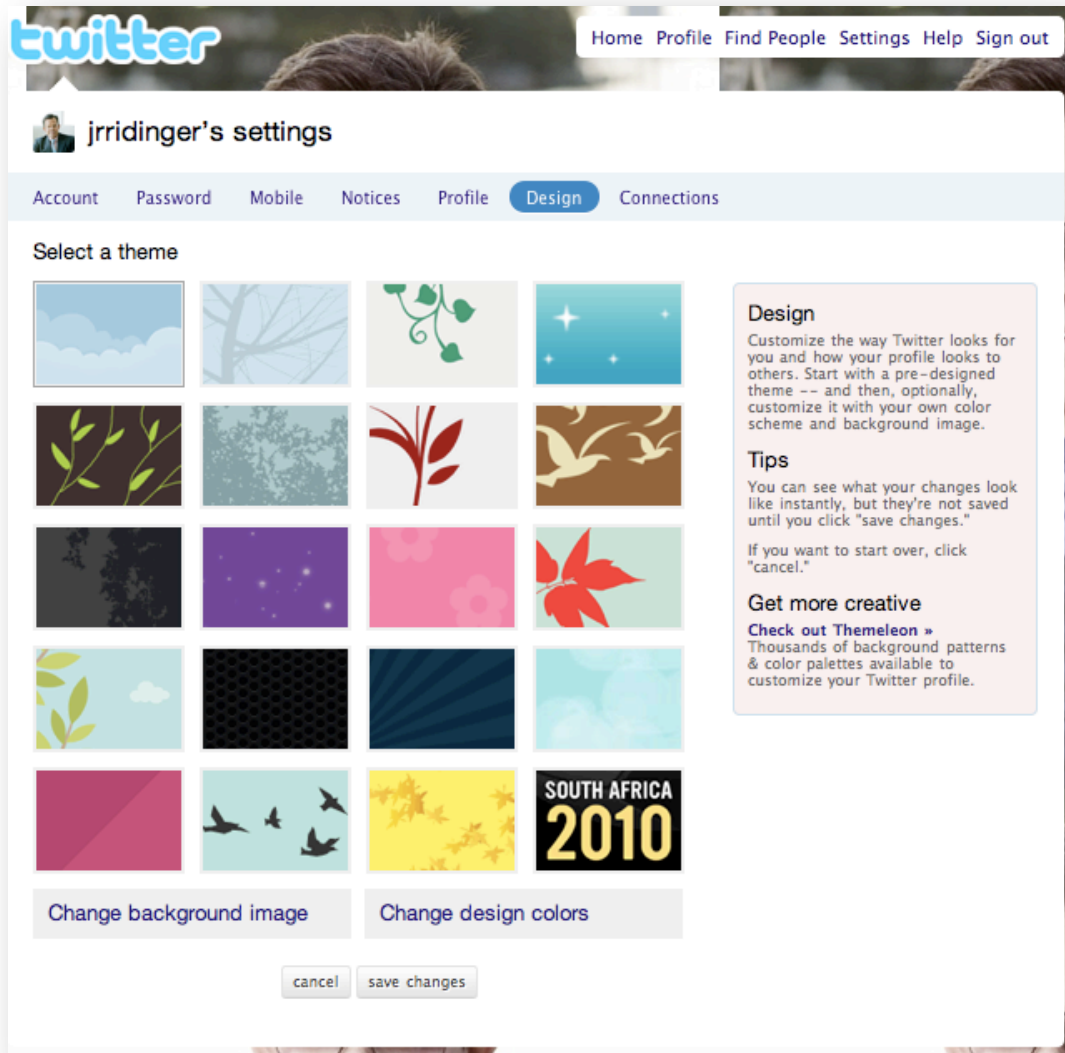 twitter
Home Profile Find People Settings Help Sign out
jrridinger's settings
Account Password Mobile Notices Profile Design Connections
Select a theme
SOUTH AFRICA
2010
Change background image
Change design colors
cancel
save changes
Design
Customize the way Twitter looks for
you and how your profile looks to
others. Start with a pre-designed
theme -- and then, optionally,
customize it with your own color
scheme and background image.
Tips
You can see what your changes look
like instantly, but they're not saved
until you click "save changes."
If you want to start over, click
"cancel."
Get more creative
Check out Themeleon »
Thousands of background patterns
& color palettes available to
customize your Twitter profile.